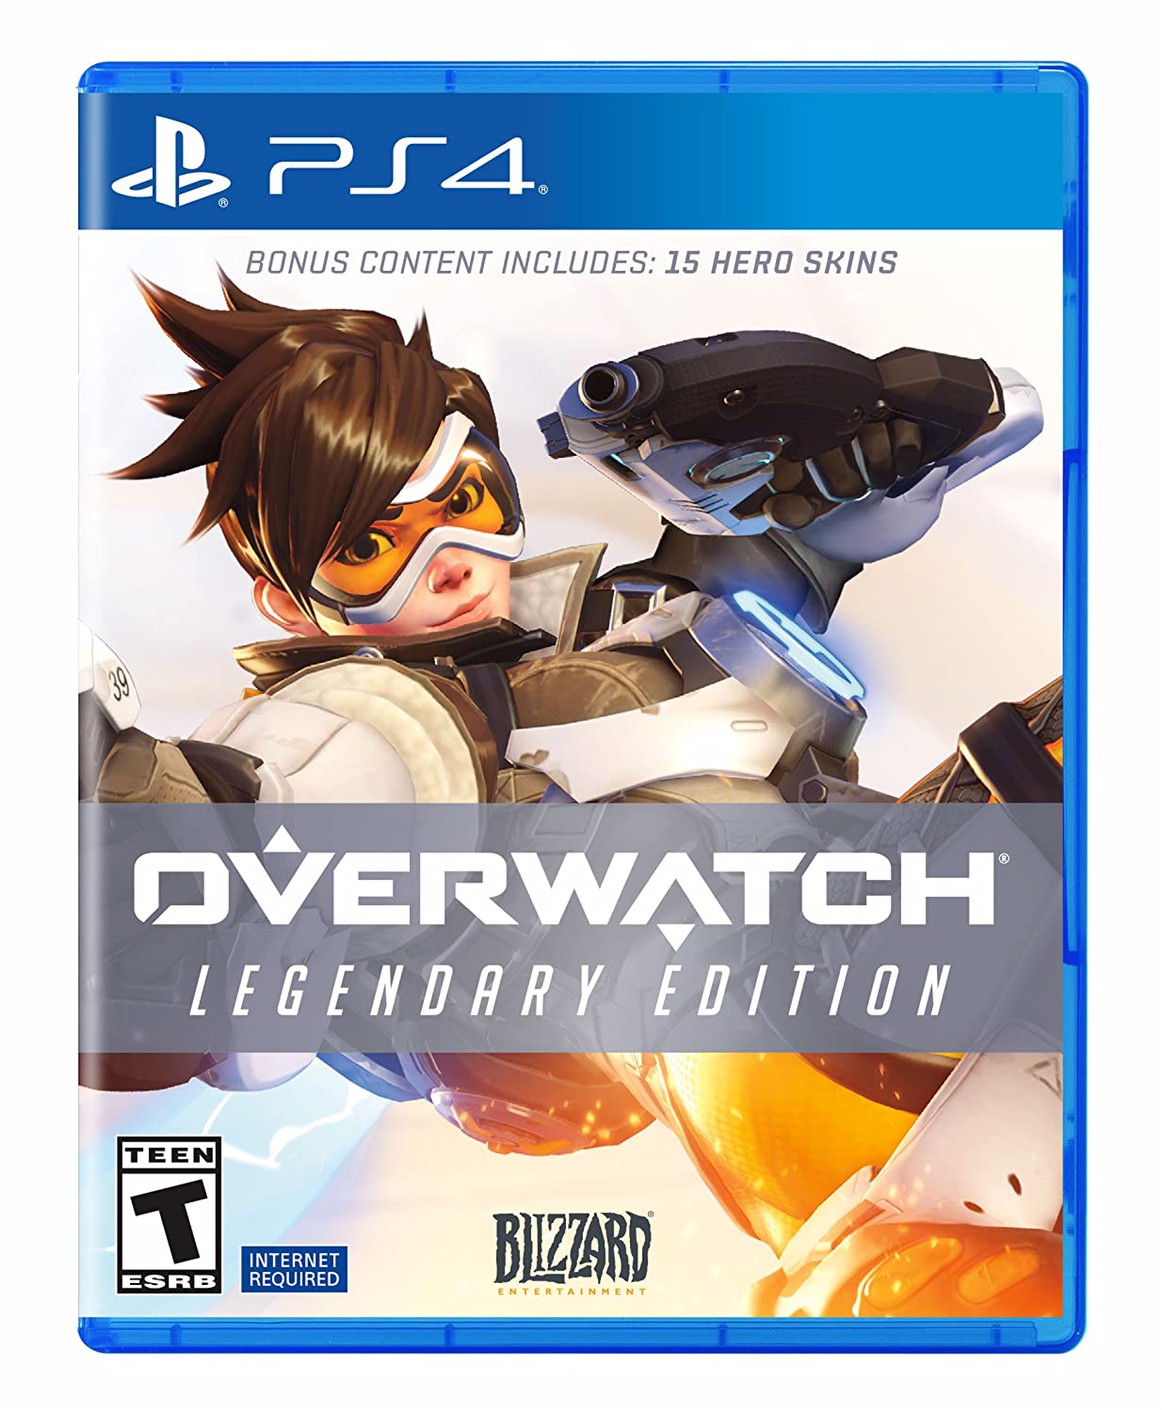 PS4®
BONUS CONTENT INCLUDES: 15 HERO SKINS
39
OVERWATCH®
LEGENDARY EDITION
TEEN
T
ESRB
INTERNET
REQUIRED
BLIZZARD®
ENTERTAINMENT